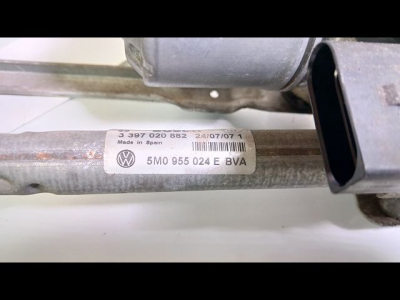 3 397 020 882 24/07/07 1
Made in Spain
5M0 955 024 E BVA